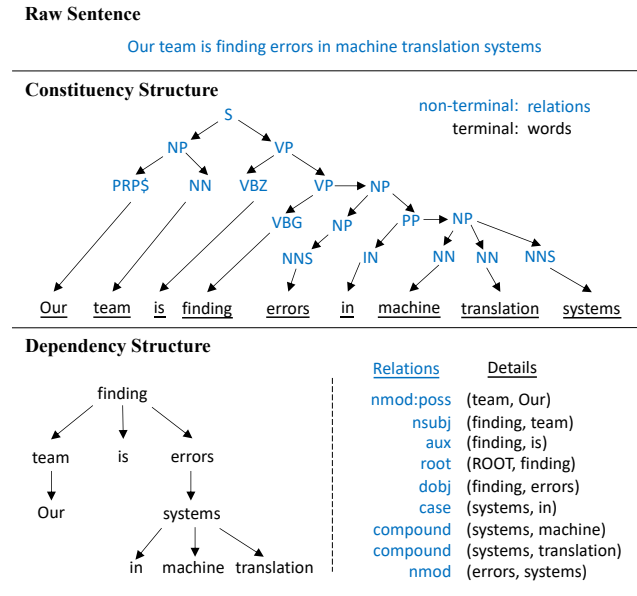 Raw Sentence
Our team is finding errors in machine translation systems
Constituency Structure
non-terminal: relations
terminal: words
S
NP VP
PRP$ NN VBZ VP NP
VBG NP PP NP
NNS IN NN NN NNS
Our team is finding errors in machine translation systems
Dependency Structure
finding
team is errors
Our systems
in machine translation
Relations Details
nmod:poss (team, Our)
nsubj (finding, team)
aux (finding, is)
root (ROOT, finding)
dobj (finding, errors)
case (systems, in)
compound (systems, machine)
compound (systems, translation)
nmod (errors, systems)